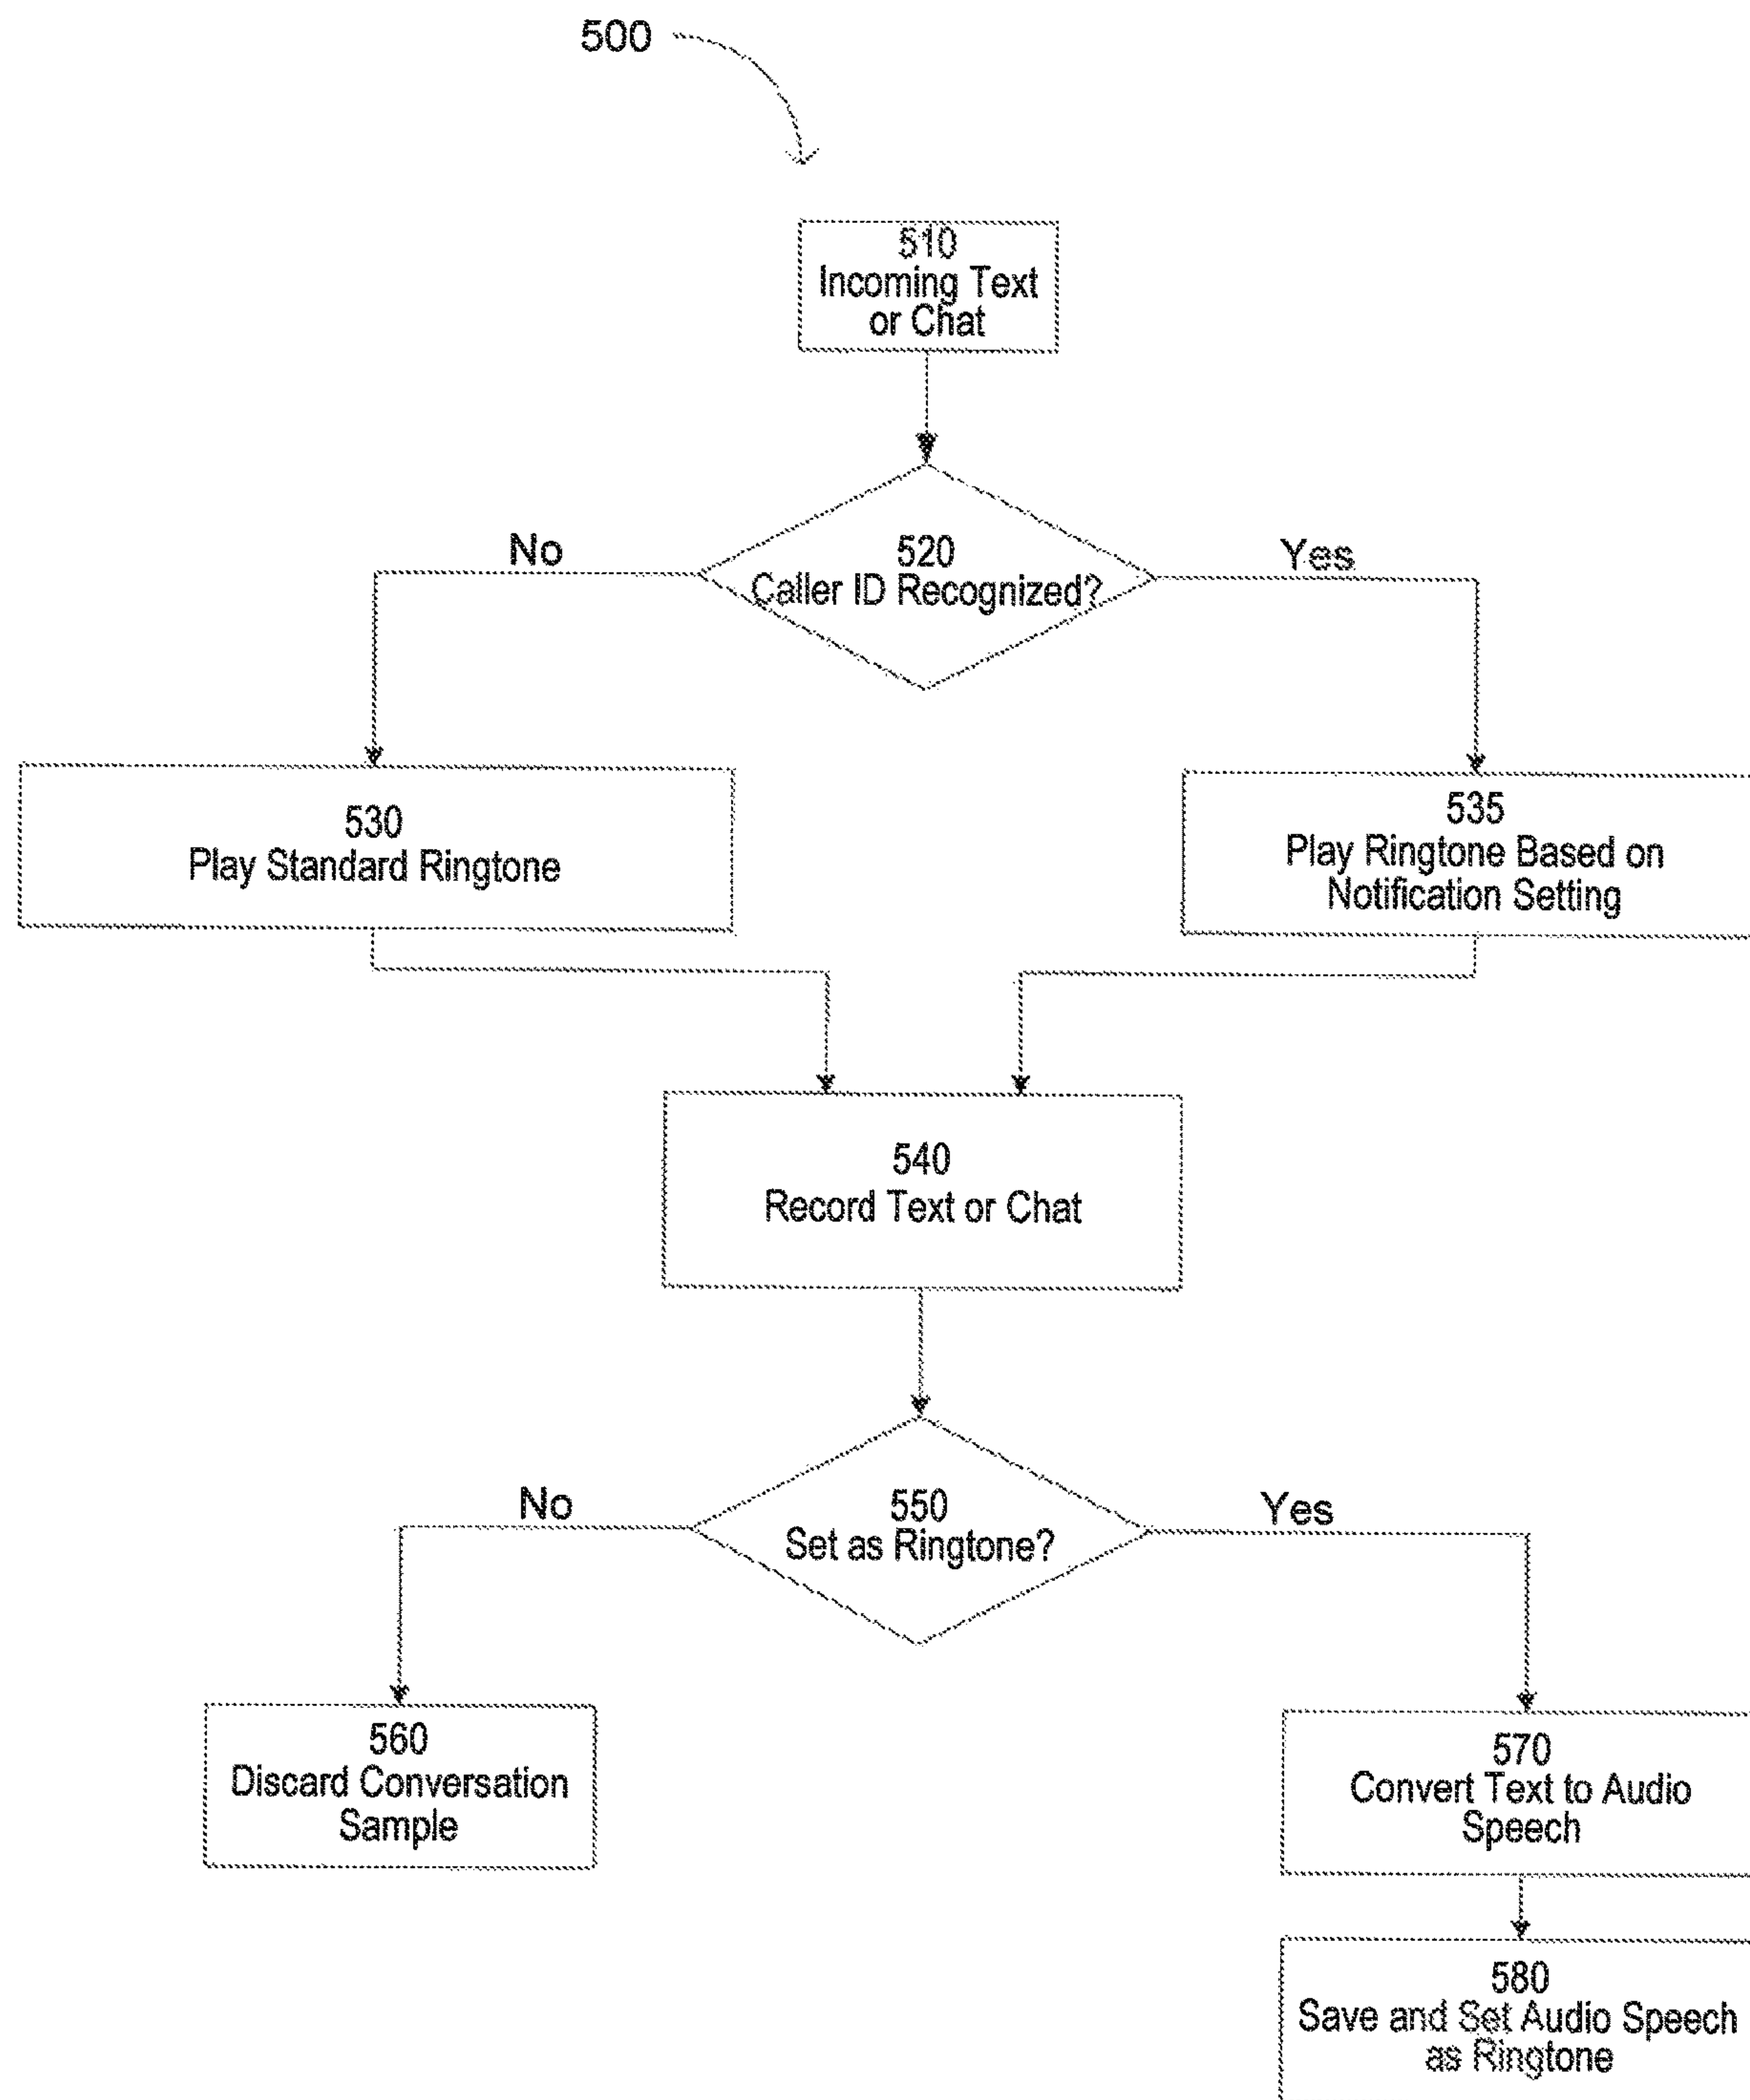 500
510
Incoming Text
or Chat
520
Caller ID Recognized?
No
Yes
530
Play Standard Ringtone
535
Play Ringtone Based on
Notification Setting
540
Record Text or Chat
550
Set as Ringtone?
No
Yes
560
Discard Conversation
Sample
570
Convert Text to Audio
Speech
580
Save and Set Audio Speech
as Ringtone